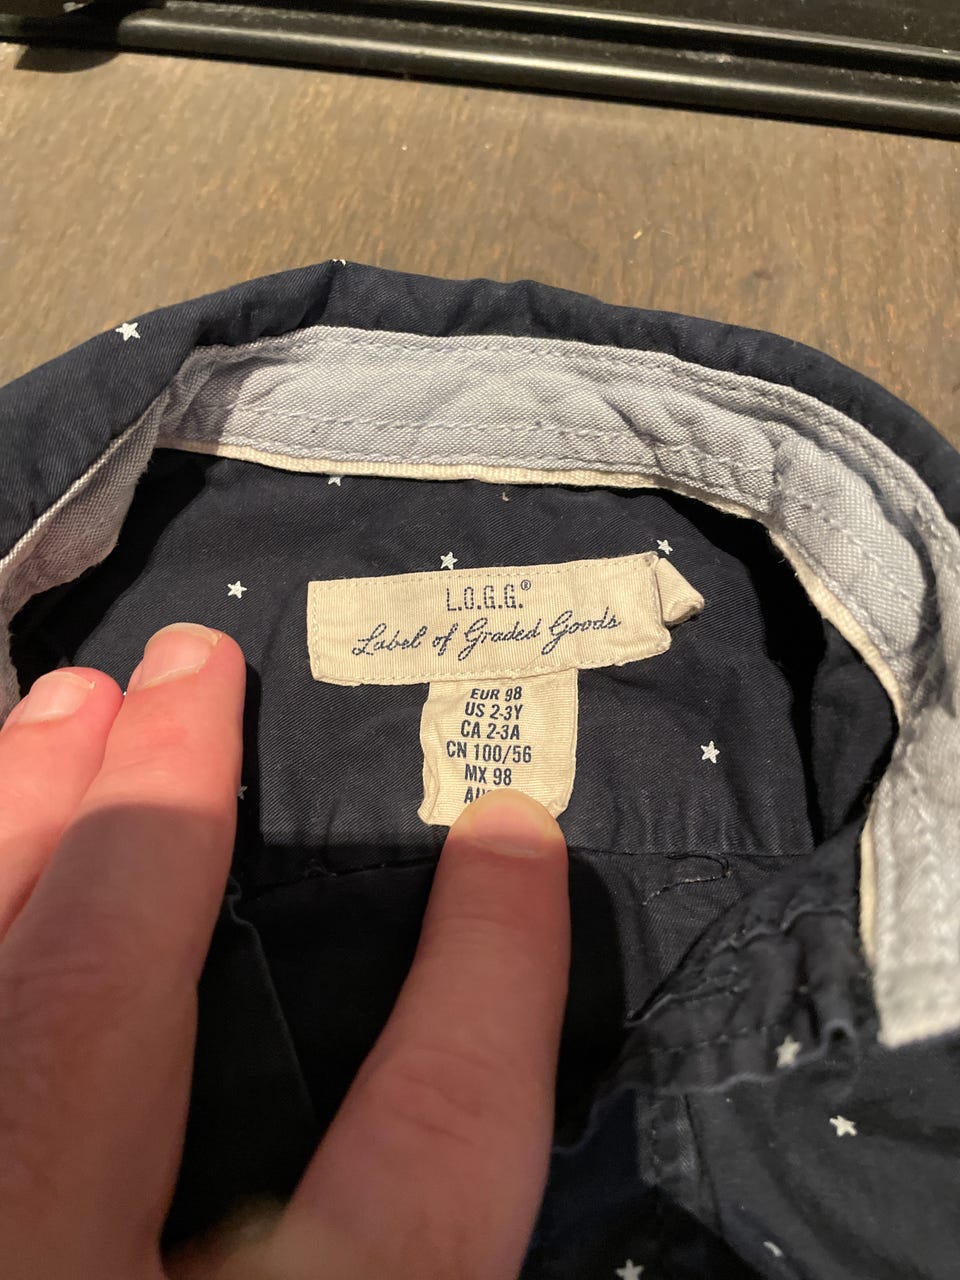 L.O.G.G.®
Label of Graded Goods
EUR 98
US 2-3Y
CA 2-3A
CN 100/56
MX 98